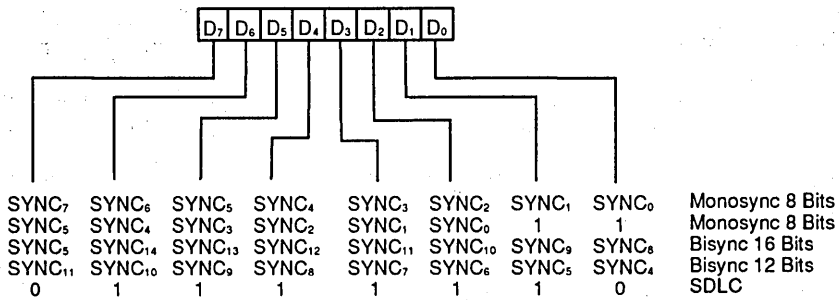 D₇ D₆ D₅ D₄ D₃ D₂ D₁ D₀
SYNC₇ SYNC₆ SYNC₅ SYNC₄ SYNC₃ SYNC₂ SYNC₁ SYNC₀ Monosync 8 Bits
SYNC₅ SYNC₄ SYNC₃ SYNC₂ SYNC₁ SYNC₀ 1 1 Monosync 8 Bits
SYNC₅ SYNC₁₄ SYNC₁₃ SYNC₁₂ SYNC₁₁ SYNC₁₀ SYNC₉ SYNC₈ Bisync 16 Bits
SYNC₁₁ SYNC₁₀ SYNC₉ SYNC₈ SYNC₇ SYNC₆ SYNC₅ SYNC₄ Bisync 12 Bits
0 1 1 1 1 1 1 0 SDLC